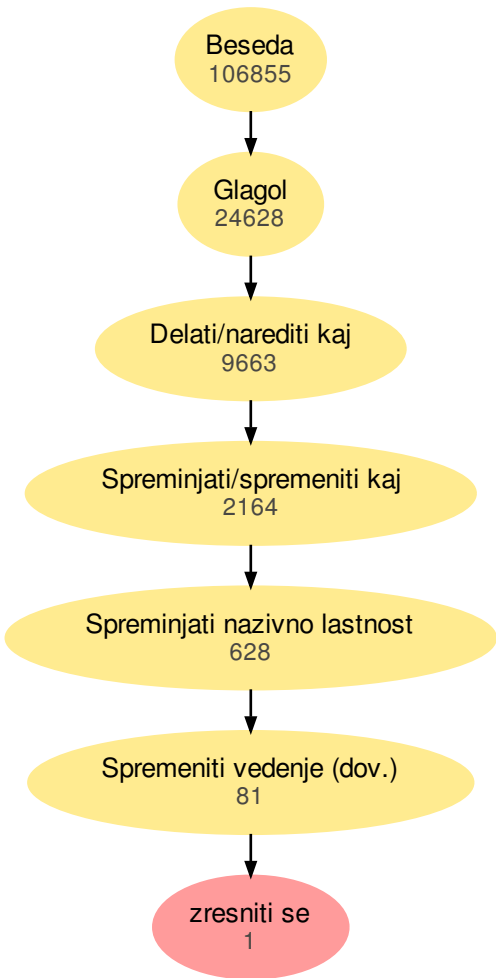 Beseda
106855
Glagol
24628
Delati/narediti kaj
9663
Spreminjati/spremeniti kaj
2164
Spreminjati nazivno lastnost
628
Spremeniti vedenje (dov.)
81
zresniti se
1